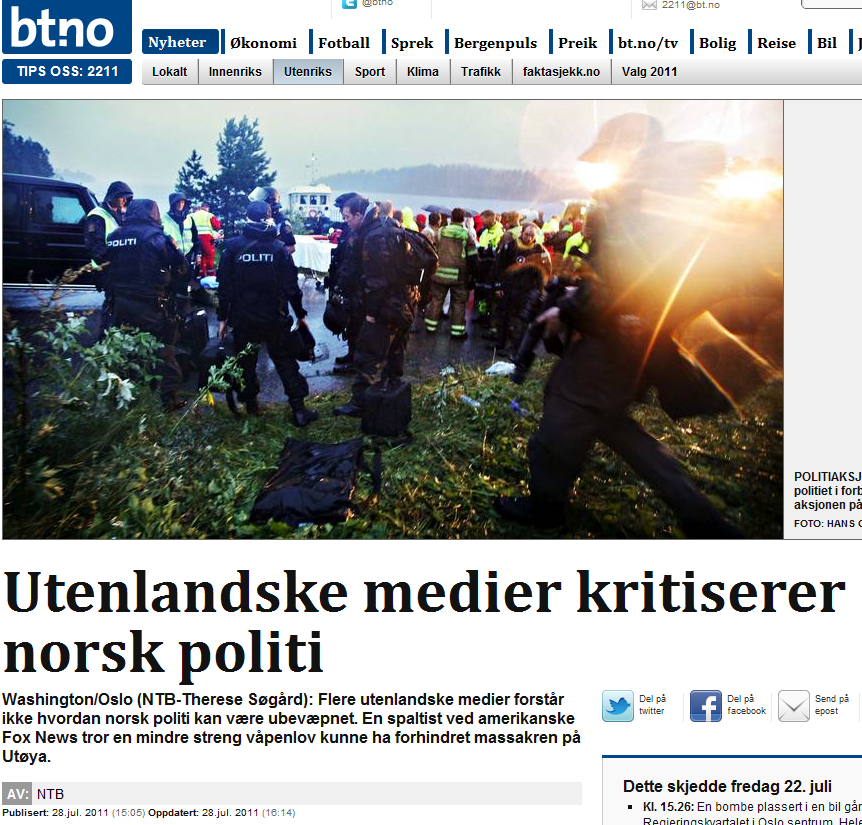 @btno
2211@bt.no
bt.no
TIPS OSS: 2211
Nyheter Økonomi Fotball Sprek Bergenpuls Preik bt.no/tv Bolig Reise Bil
Lokalt Innenriks Utenriks Sport Klima Trafikk faktasjekk.no Valg 2011
POLITI
POLITI
POLITIAKSJ
politiet i forb
aksjonen på
FOTO: HANS O
Utenlandske medier kritiserer
norsk politi
Washington/Oslo (NTB-Therese Søgård): Flere utenlandske medier forstår
ikke hvordan norsk politi kan være ubevæpnet. En spaltist ved amerikanske
Fox News tror en mindre streng våpenlov kunne ha forhindret massakren på
Utøya.
AV: NTB
Publisert: 28.jul. 2011 (15:05) Oppdatert: 28.jul. 2011 (16:14)
Del på
twitter
Del på
facebook
Send på
epost
Dette skjedde fredag 22. juli
Kl. 15.26: En bombe plassert i en bil går
Regjeringskvartalet i Oslo sentrum. Hele